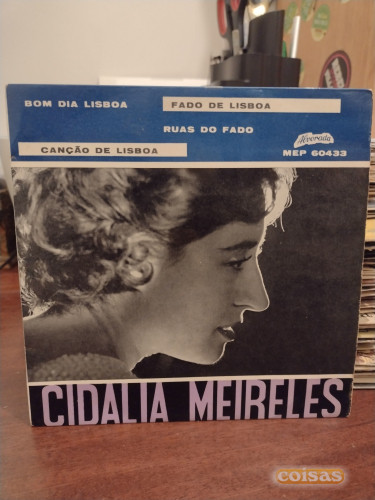 BOM DIA LISBOA
FADO DE LISBOA
RUAS DO FADO
CANÇÃO DE LISBOA
Alvorada
MEP 60433
CIDALIA MEIRELES
coisas